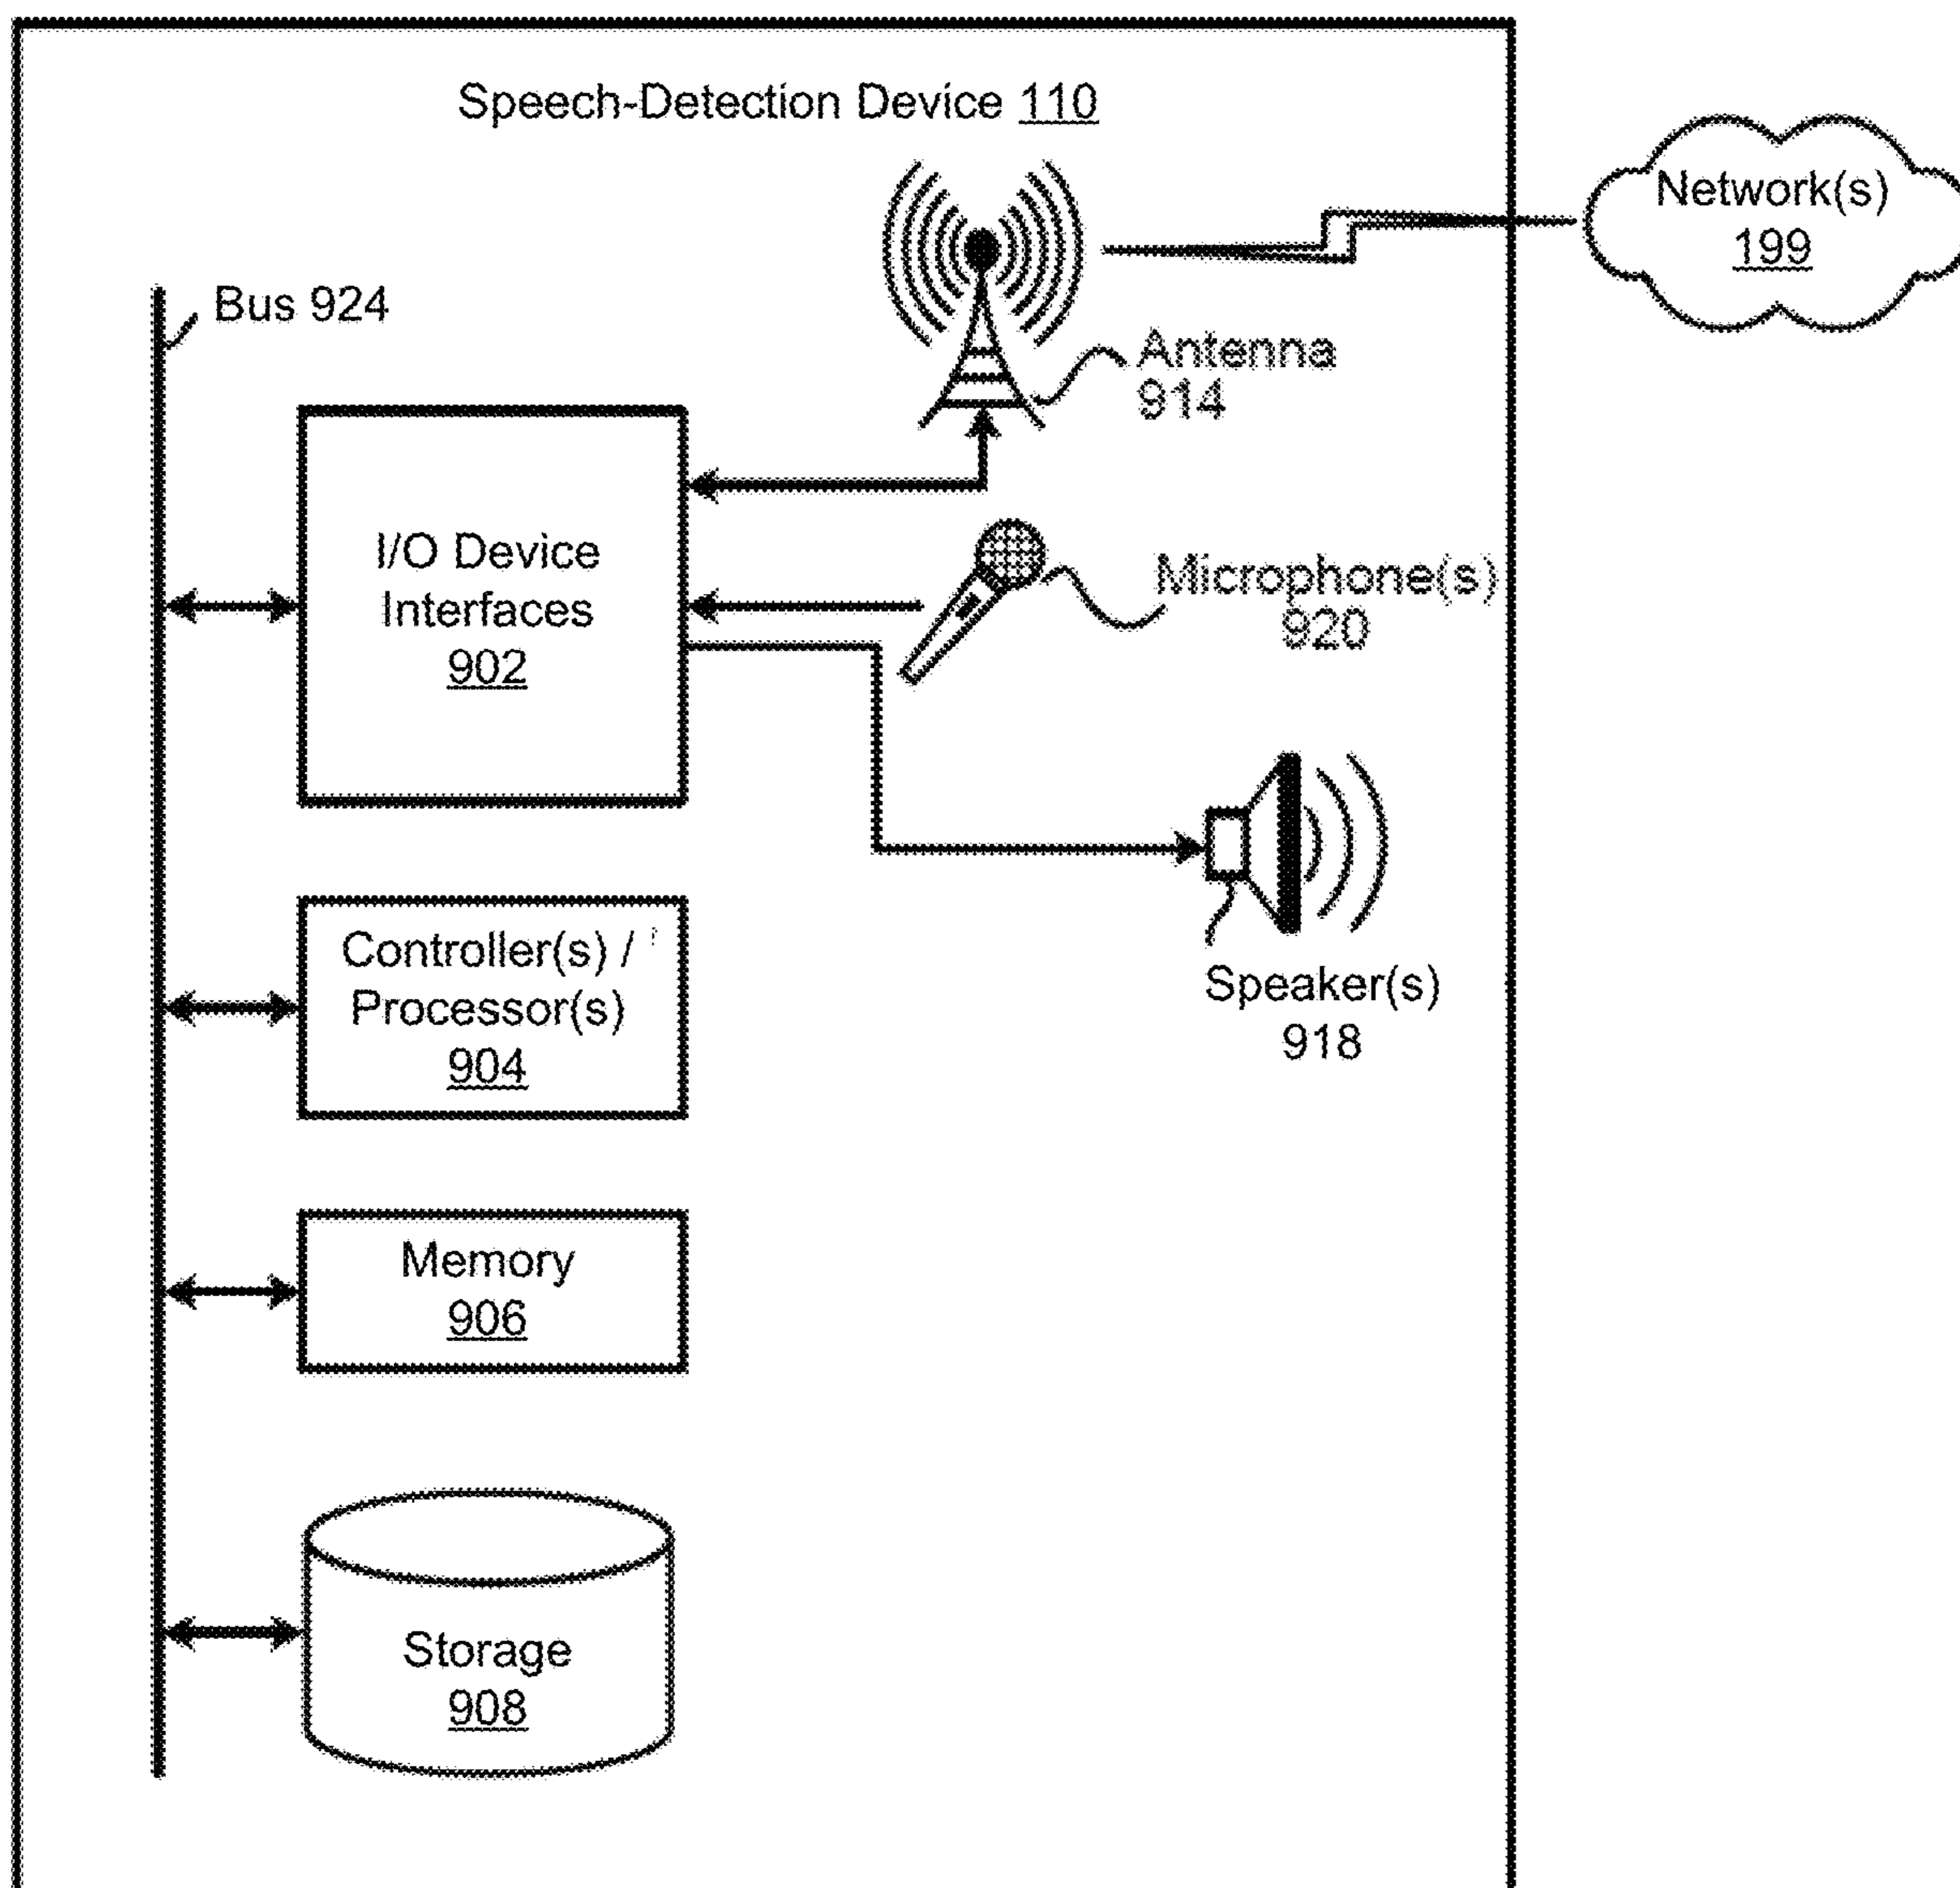 Speech-Detection Device 110
Network(s)
199
Bus 924
Antenna
914
I/O Device
Interfaces
902
Microphone(s)
920
Controller(s) /
Processor(s)
904
Speaker(s)
918
Memory
906
Storage
908